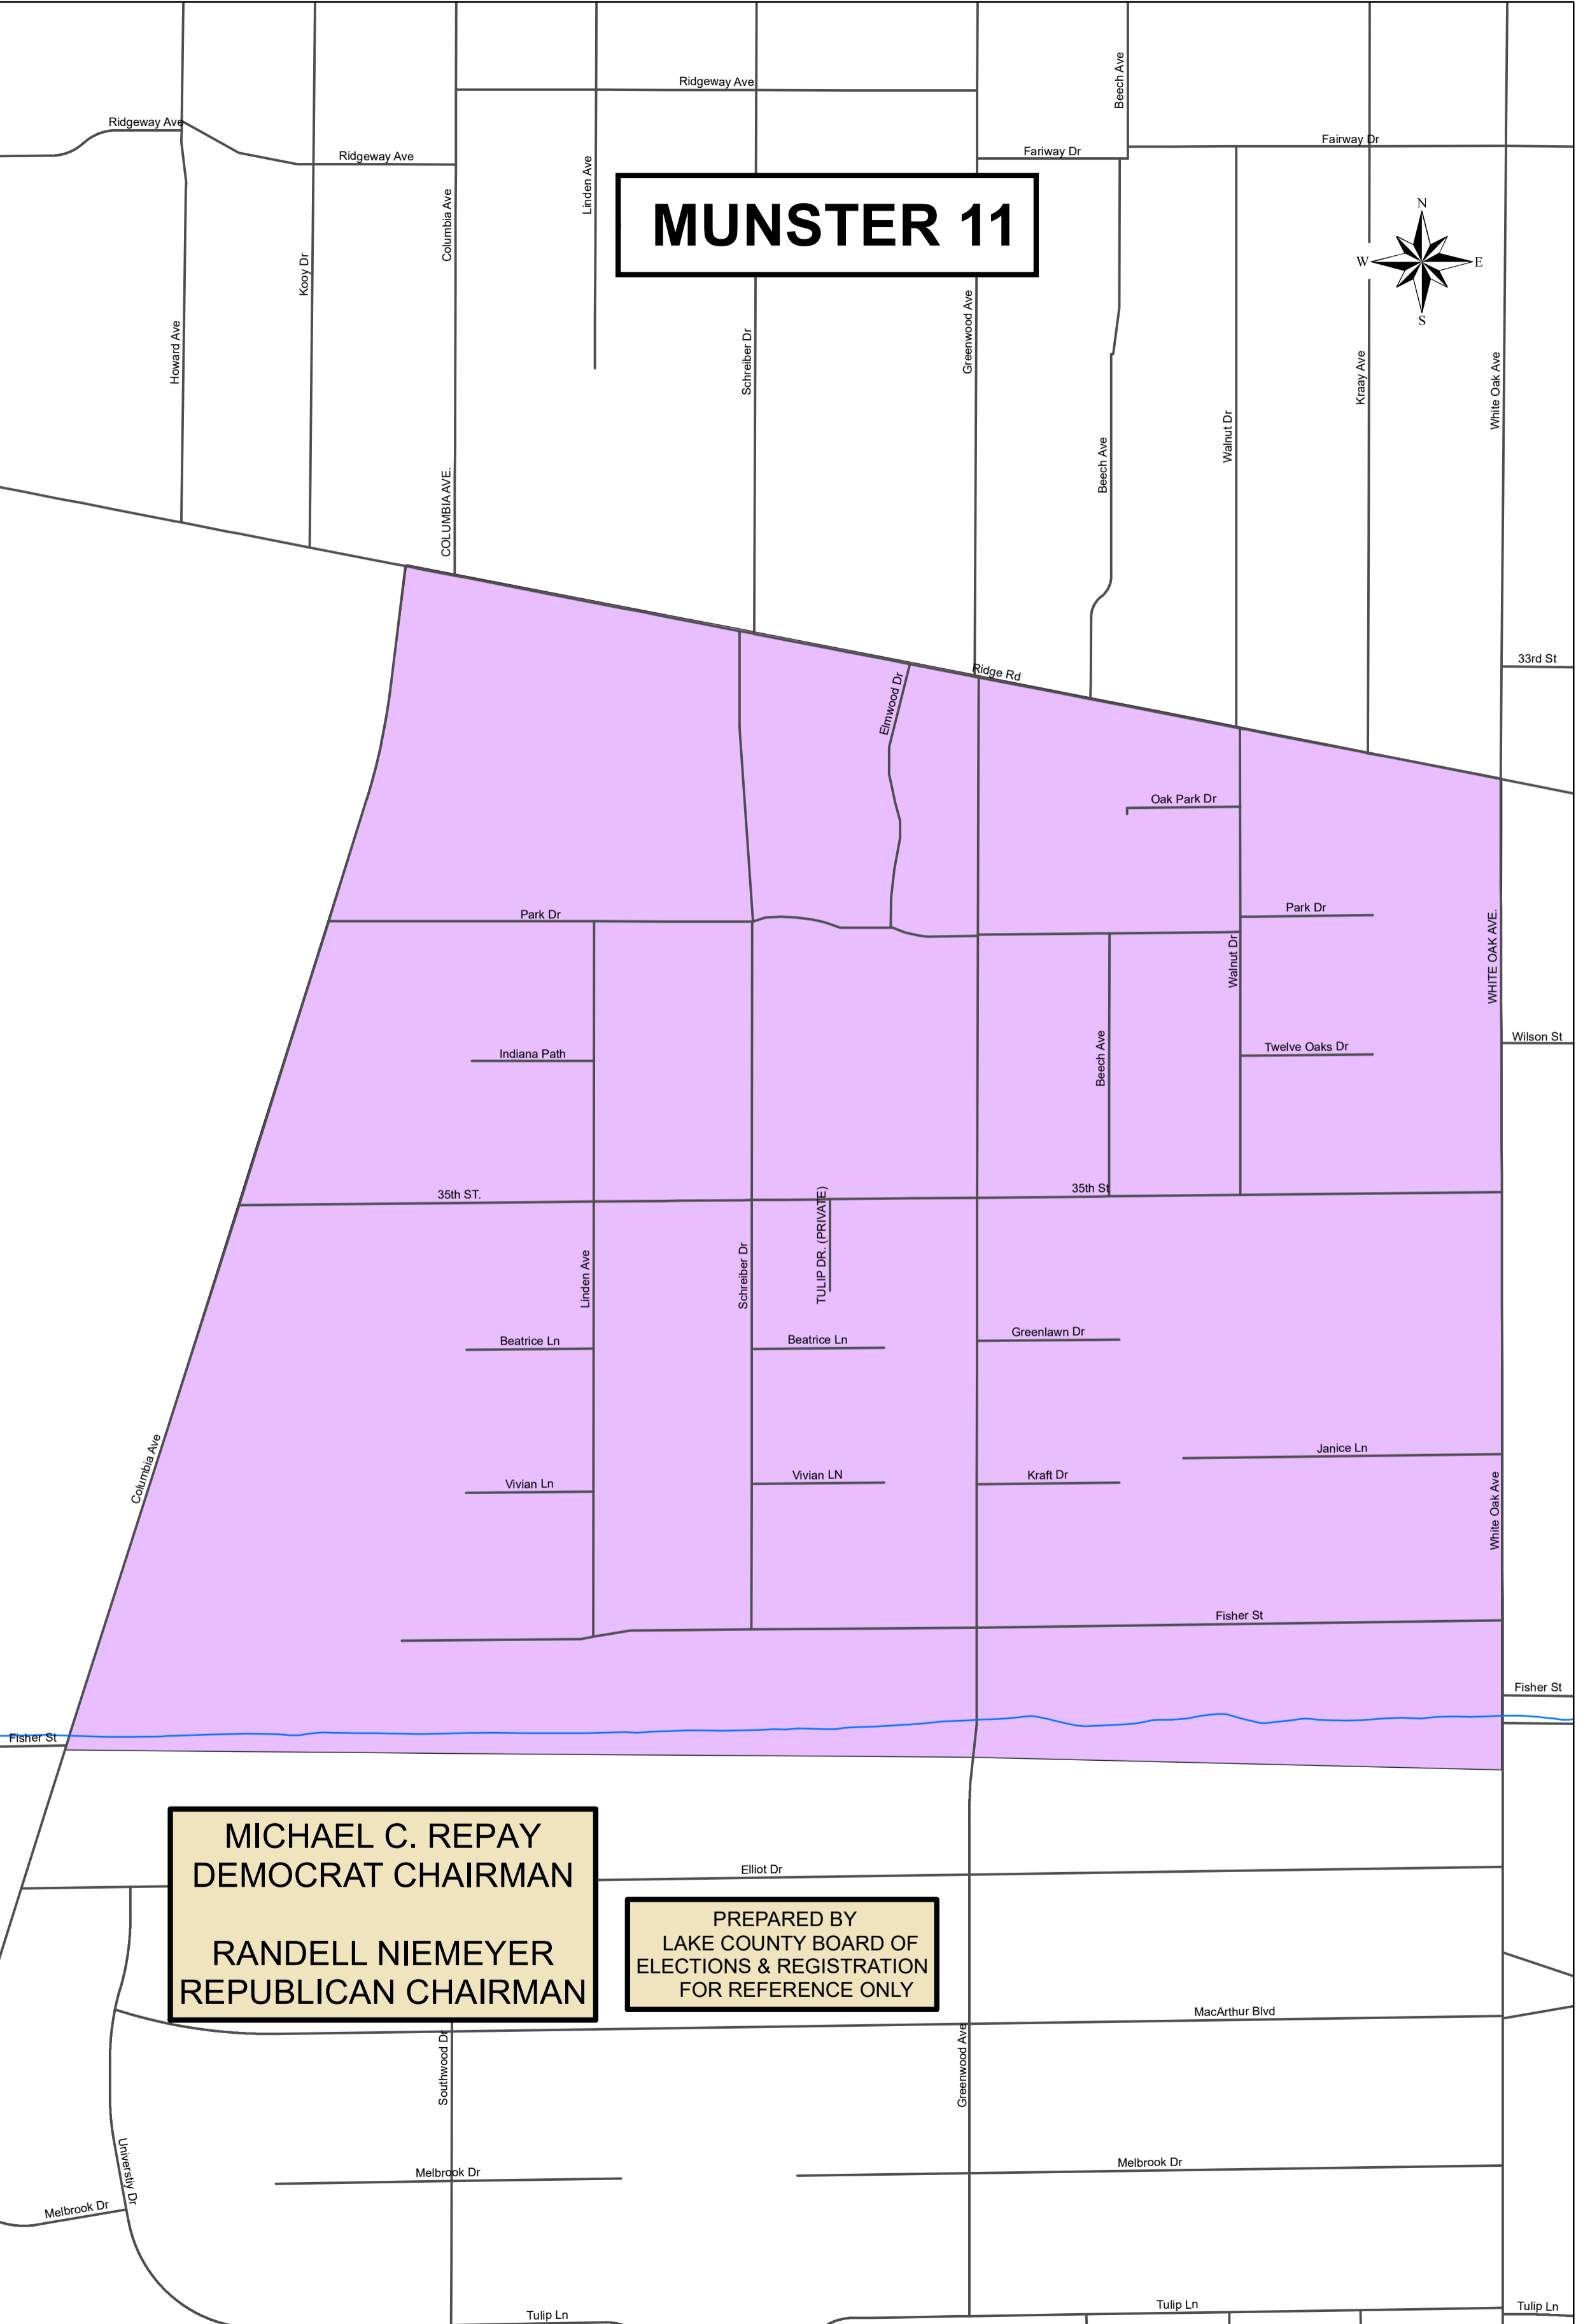 Ridgeway Ave
Beech Ave
Ridgeway Ave
Fairway Dr
Ridgeway Ave
Fariway Dr
Linden Ave
Columbia Ave
MUNSTER 11
N
W
E
S
Kooy Dr
Howard Ave
Schreiber Dr
Greenwood Ave
Kraay Ave
White Oak Ave
Walnut Dr
Beech Ave
COLUMBIA AVE.
33rd St
Ridge Rd
Elmwood Dr
Oak Park Dr
Park Dr
Park Dr
Walnut Dr
WHITE OAK AVE.
Wilson St
Indiana Path
Beech Ave
Twelve Oaks Dr
35th ST.
35th St
TULIP DR. (PRIVATE)
Linden Ave
Schreiber Dr
Beatrice Ln
Beatrice Ln
Greenlawn Dr
Columbia Ave
Janice Ln
Vivian Ln
Vivian LN
Kraft Dr
White Oak Ave
Fisher St
Fisher St
Fisher St
MICHAEL C. REPAY
DEMOCRAT CHAIRMAN
RANDELL NIEMEYER
REPUBLICAN CHAIRMAN
Elliot Dr
PREPARED BY
LAKE COUNTY BOARD OF
ELECTIONS & REGISTRATION
FOR REFERENCE ONLY
MacArthur Blvd
Southwood Dr
Greenwood Ave
Universtiy Dr
Melbrook Dr
Melbrook Dr
Melbrook Dr
Tulip Ln
Tulip Ln
Tulip Ln